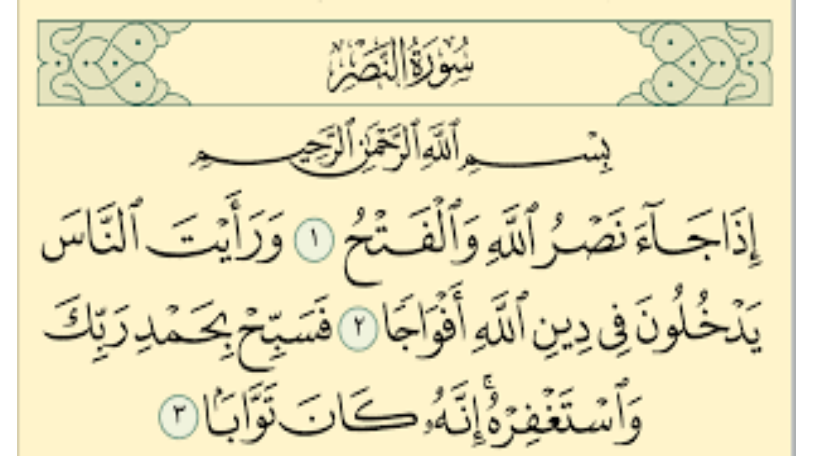 سُورَةُ النَّصْرِ
بِسْمِ ٱللَّهِ ٱلرَّحْمَٰنِ ٱلرَّحِيمِ
إِذَا جَآءَ نَصْرُ ٱللَّهِ وَٱلْفَتْحُ ١ وَرَأَيْتَ ٱلنَّاسَ
يَدْخُلُونَ فِى دِينِ ٱللَّهِ أَفْوَاجًا ٢ فَسَبِّحْ بِحَمْدِ رَبِّكَ
وَٱسْتَغْفِرْهُۚ إِنَّهُۥ كَانَ تَوَّابَۢا ٣